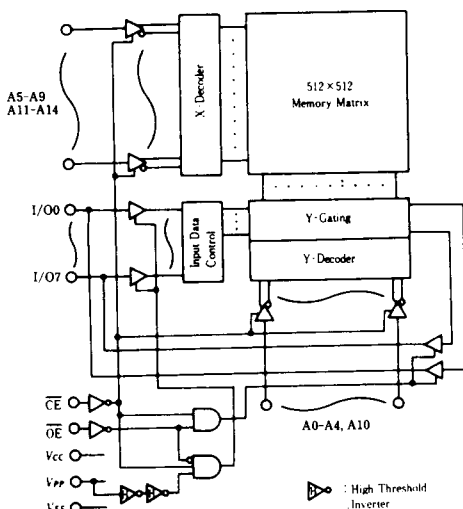 A5-A9
A11-A14
X-Decoder
512×512
Memory Matrix
I/O0
I/O7
Input Data
Control
Y-Gating
Y-Decoder
CE
OE
VCC
VPP
VSS
A0-A4, A10
: High Threshold
Inverter